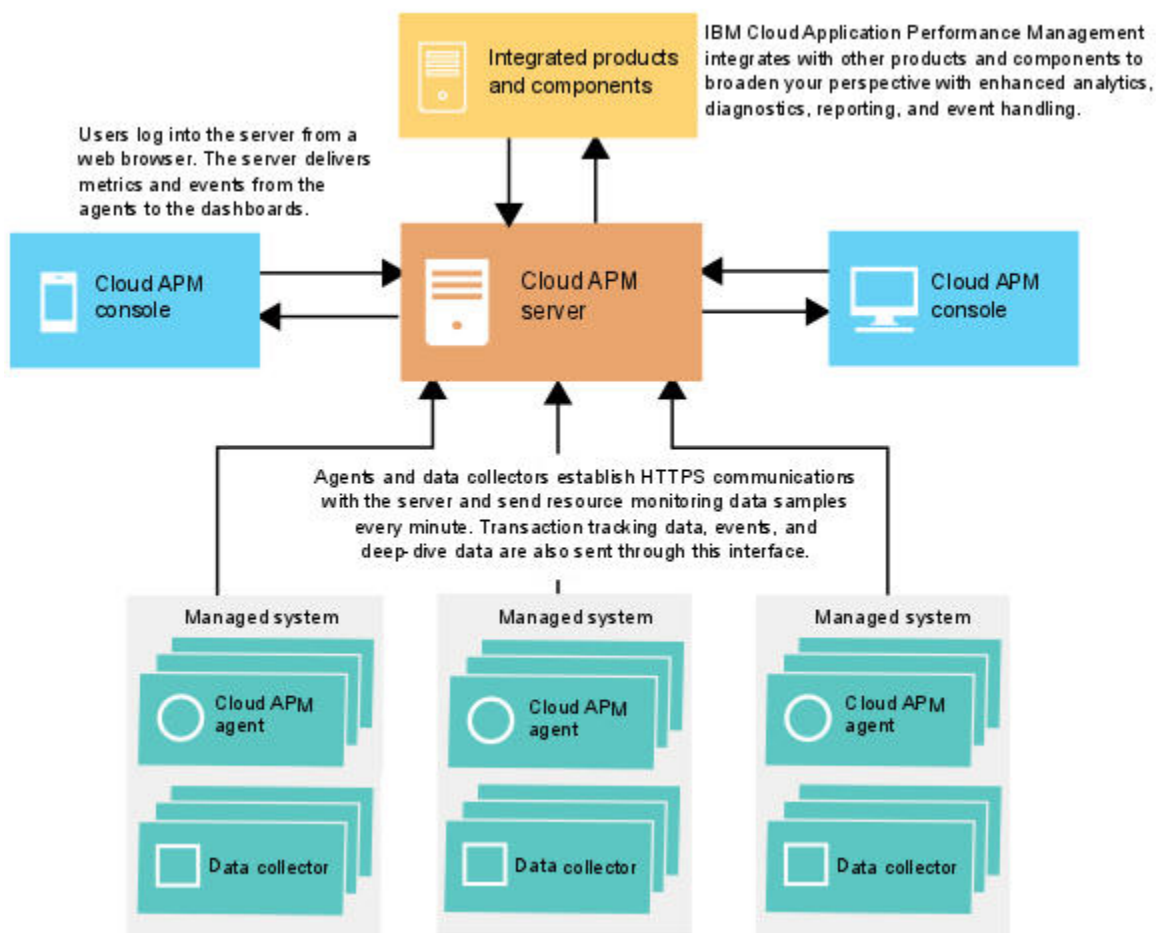 Integrated products
and components
IBM Cloud Application Performance Management
integrates with other products and components to
broaden your perspective with enhanced analytics,
diagnostics, reporting, and event handling.
Users log into the server from a
web browser. The server delivers
metrics and events from the
agents to the dashboards.
Cloud APM
console
Cloud APM
server
Cloud APM
console
Agents and data collectors establish HTTPS communications
with the server and send resource monitoring data samples
every minute. Transaction tracking data, events, and
deep-dive data are also sent through this interface.
Managed system
Cloud APM
agent
Data collector
Managed system
Cloud APM
agent
Data collector
Managed system
Cloud APM
agent
Data collector